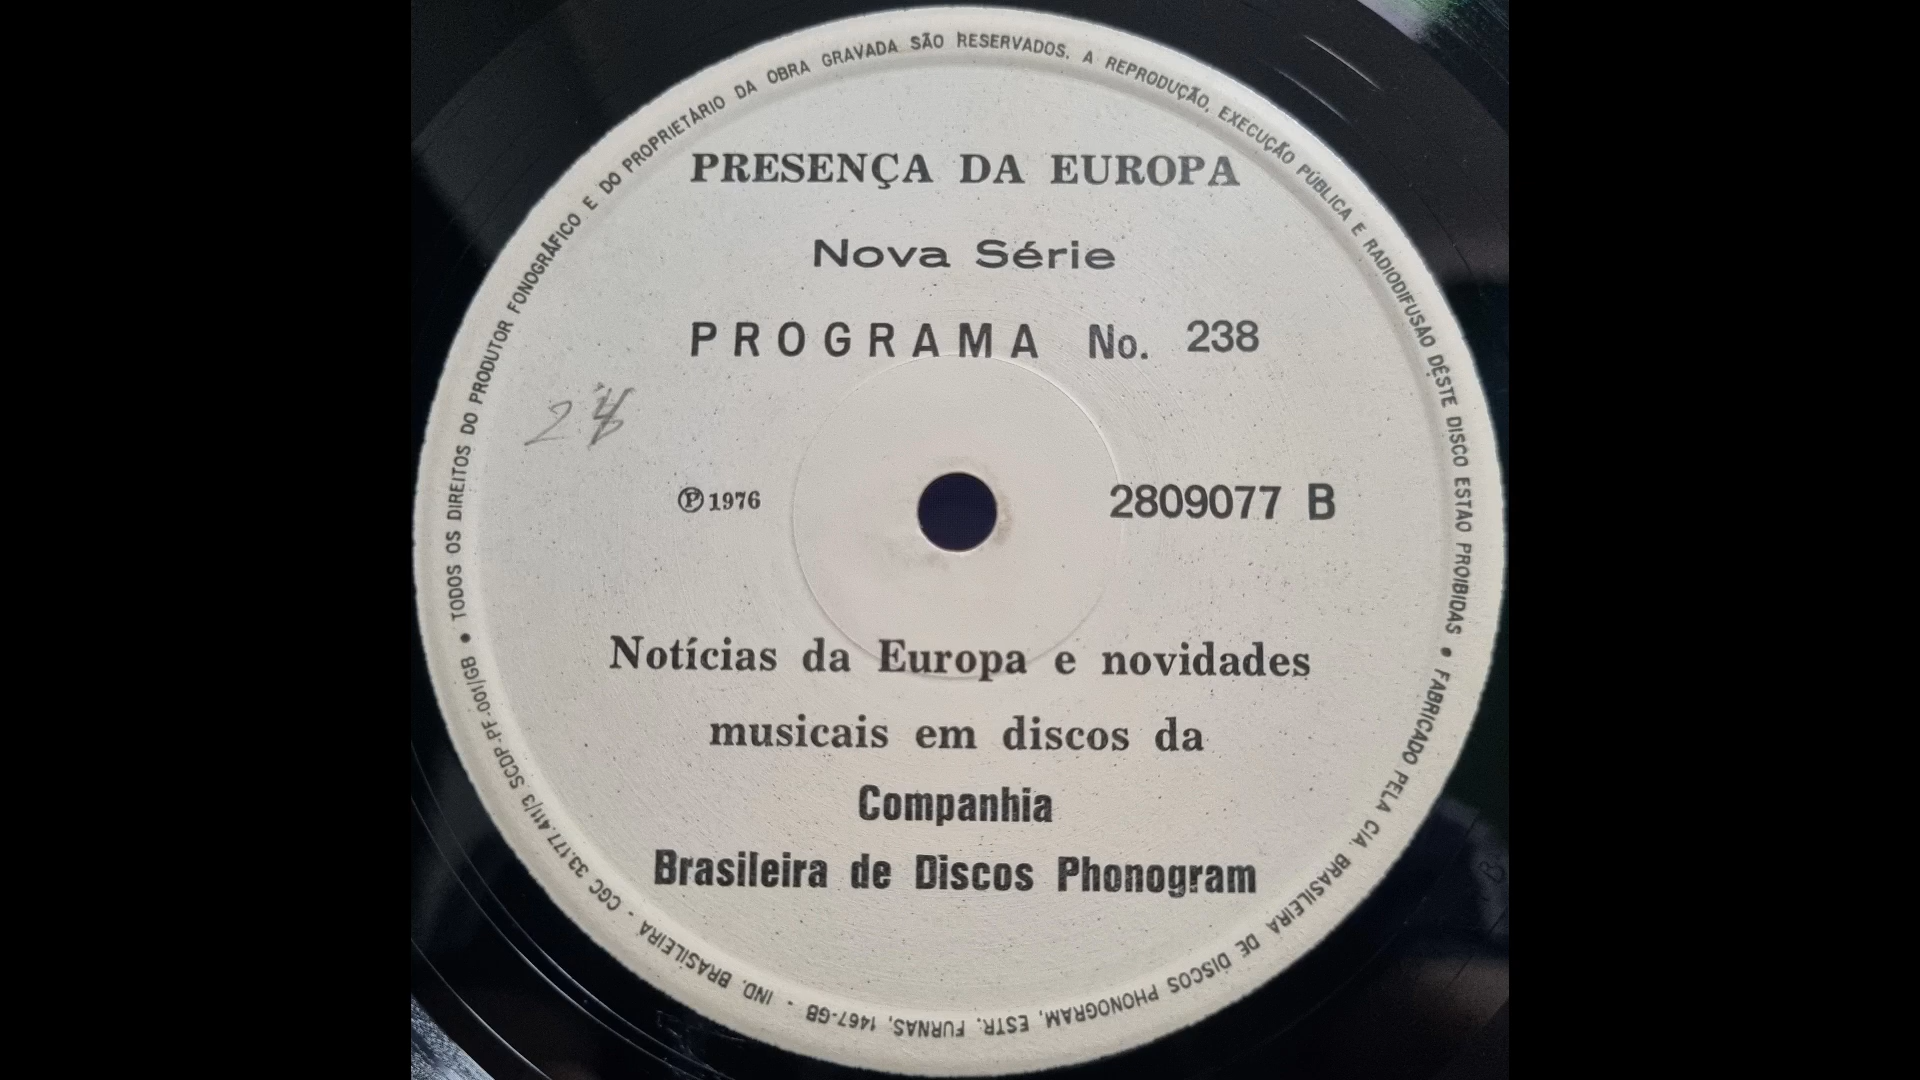 TODOS OS DIREITOS DO PRODUTOR FONOGRÁFICO E DO PROPRIETÁRIO DA OBRA GRAVADA SÃO RESERVADOS. A REPRODUÇÃO, EXECUÇÃO PÚBLICA E RADIODIFUSÃO DÊSTE DISCO ESTÃO PROIBIDAS • FABRICADO PELA CIA. BRASILEIRA DE DISCOS PHONOGRAM, ESTR. FURNAS, 1467-GB - IND. BRASILEIRA - CGC 33.177.411/3 SCDP-PF-001/GB •
PRESENÇA DA EUROPA
Nova Série
PROGRAMA No. 238
℗ 1976
2809077 B
Notícias da Europa e novidades
musicais em discos da
Companhia
Brasileira de Discos Phonogram